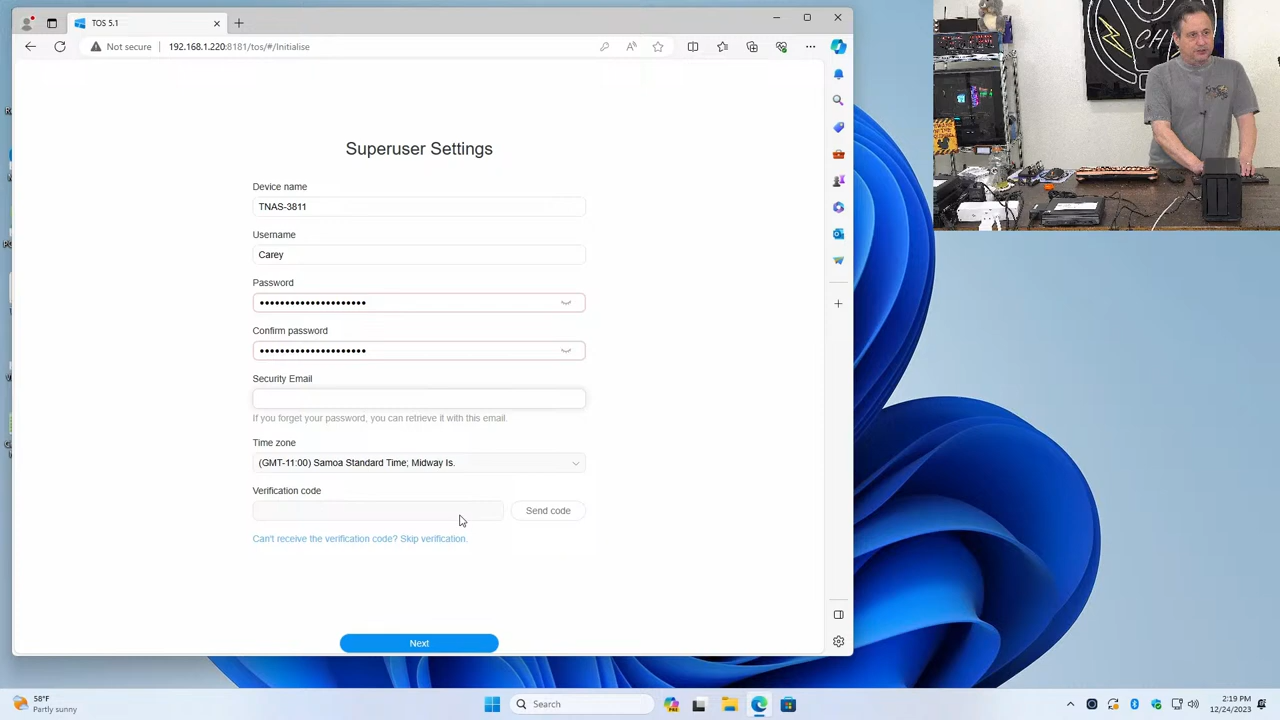 TOS 5.1
Not secure 192.168.1.220:8181/tos/#/Initialise
Superuser Settings
Device name
TNAS-3811
Username
Carey
Password
•••••••••••••••••••••
Confirm password
•••••••••••••••••••••
Security Email
If you forget your password, you can retrieve it with this email.
Time zone
(GMT-11:00) Samoa Standard Time; Midway Is.
Verification code
Send code
Can't receive the verification code? Skip verification.
Next
58°F
Partly sunny
Search
2:19 PM
12/24/2023